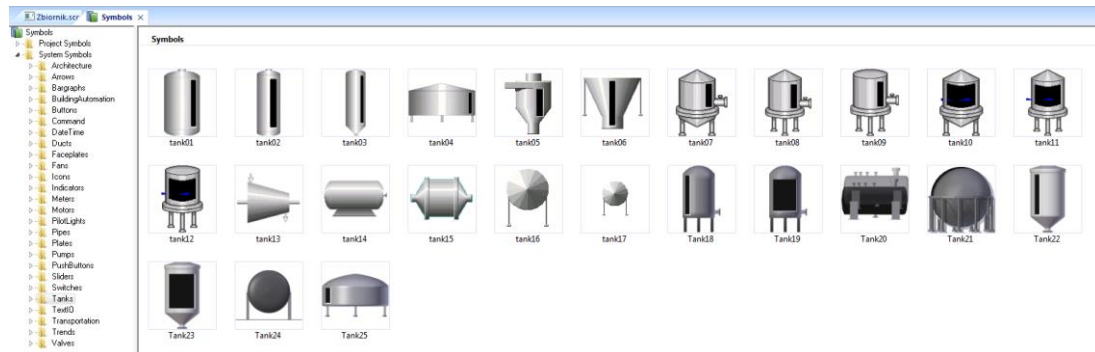 Zbiornik.scr Symbols ×
Symbols
Project Symbols
System Symbols
Architecture
Arrows
Bargraphs
BuildingAutomation
Buttons
Command
DateTime
Ducts
Faceplates
Fans
Icons
Indicators
Meters
Motors
PilotLights
Pipes
Plates
Pumps
PushButtons
Sliders
Switches
Tanks
TextIO
Transportation
Trends
Valves
Symbols
tank01 tank02 tank03 tank04 tank05 tank06 tank07 tank08 tank09 tank10 tank11
tank12 tank13 tank14 tank15 tank16 tank17 Tank18 Tank19 Tank20 Tank21 Tank22
Tank23 Tank24 Tank25